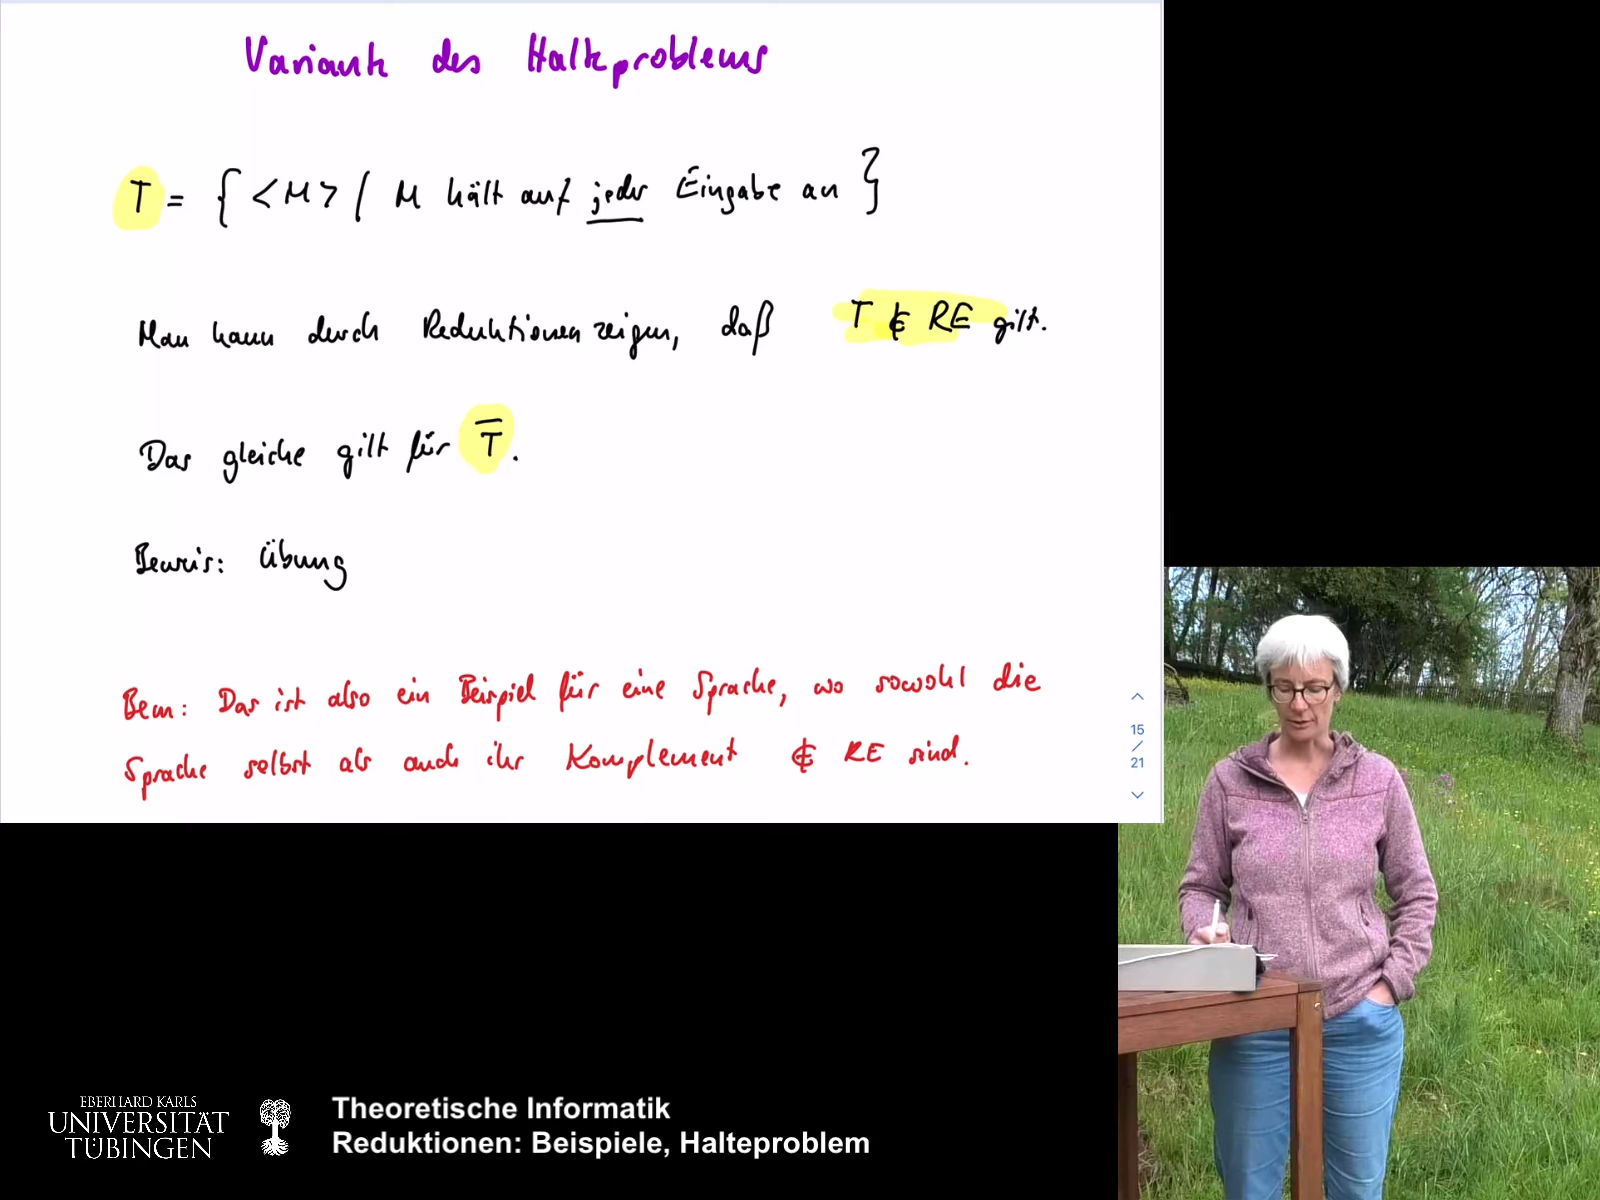 Variante des Halteproblems
T = { <M> | M hält auf jeder Eingabe an }
Man kann durch Reduktionen zeigen, daß T ∉ RE gilt.
Das gleiche gilt für T̅.
Beweis: Übung
Bem: Das ist also ein Beispiel für eine Sprache, wo sowohl die
Sprache selbst als auch ihr Komplement ∉ RE sind.
15
/
21
EBERHARD KARLS
UNIVERSITÄT
TÜBINGEN
Theoretische Informatik
Reduktionen: Beispiele, Halteproblem